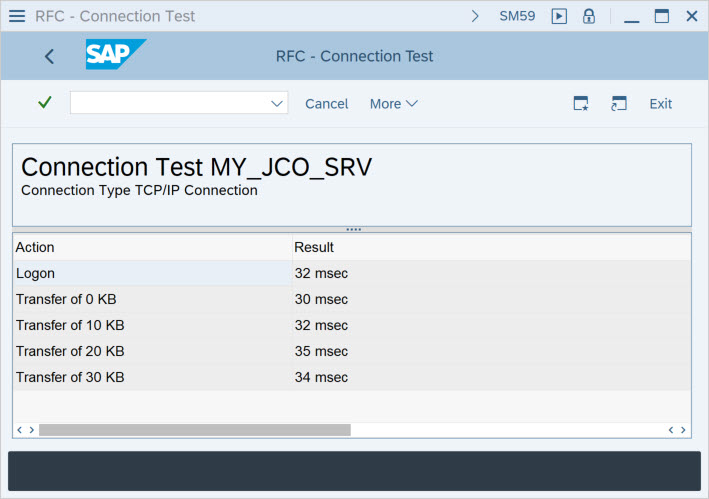 RFC - Connection Test SM59
SAP RFC - Connection Test
Cancel More Exit
Connection Test MY_JCO_SRV
Connection Type TCP/IP Connection
Action Result
Logon 32 msec
Transfer of 0 KB 30 msec
Transfer of 10 KB 32 msec
Transfer of 20 KB 35 msec
Transfer of 30 KB 34 msec